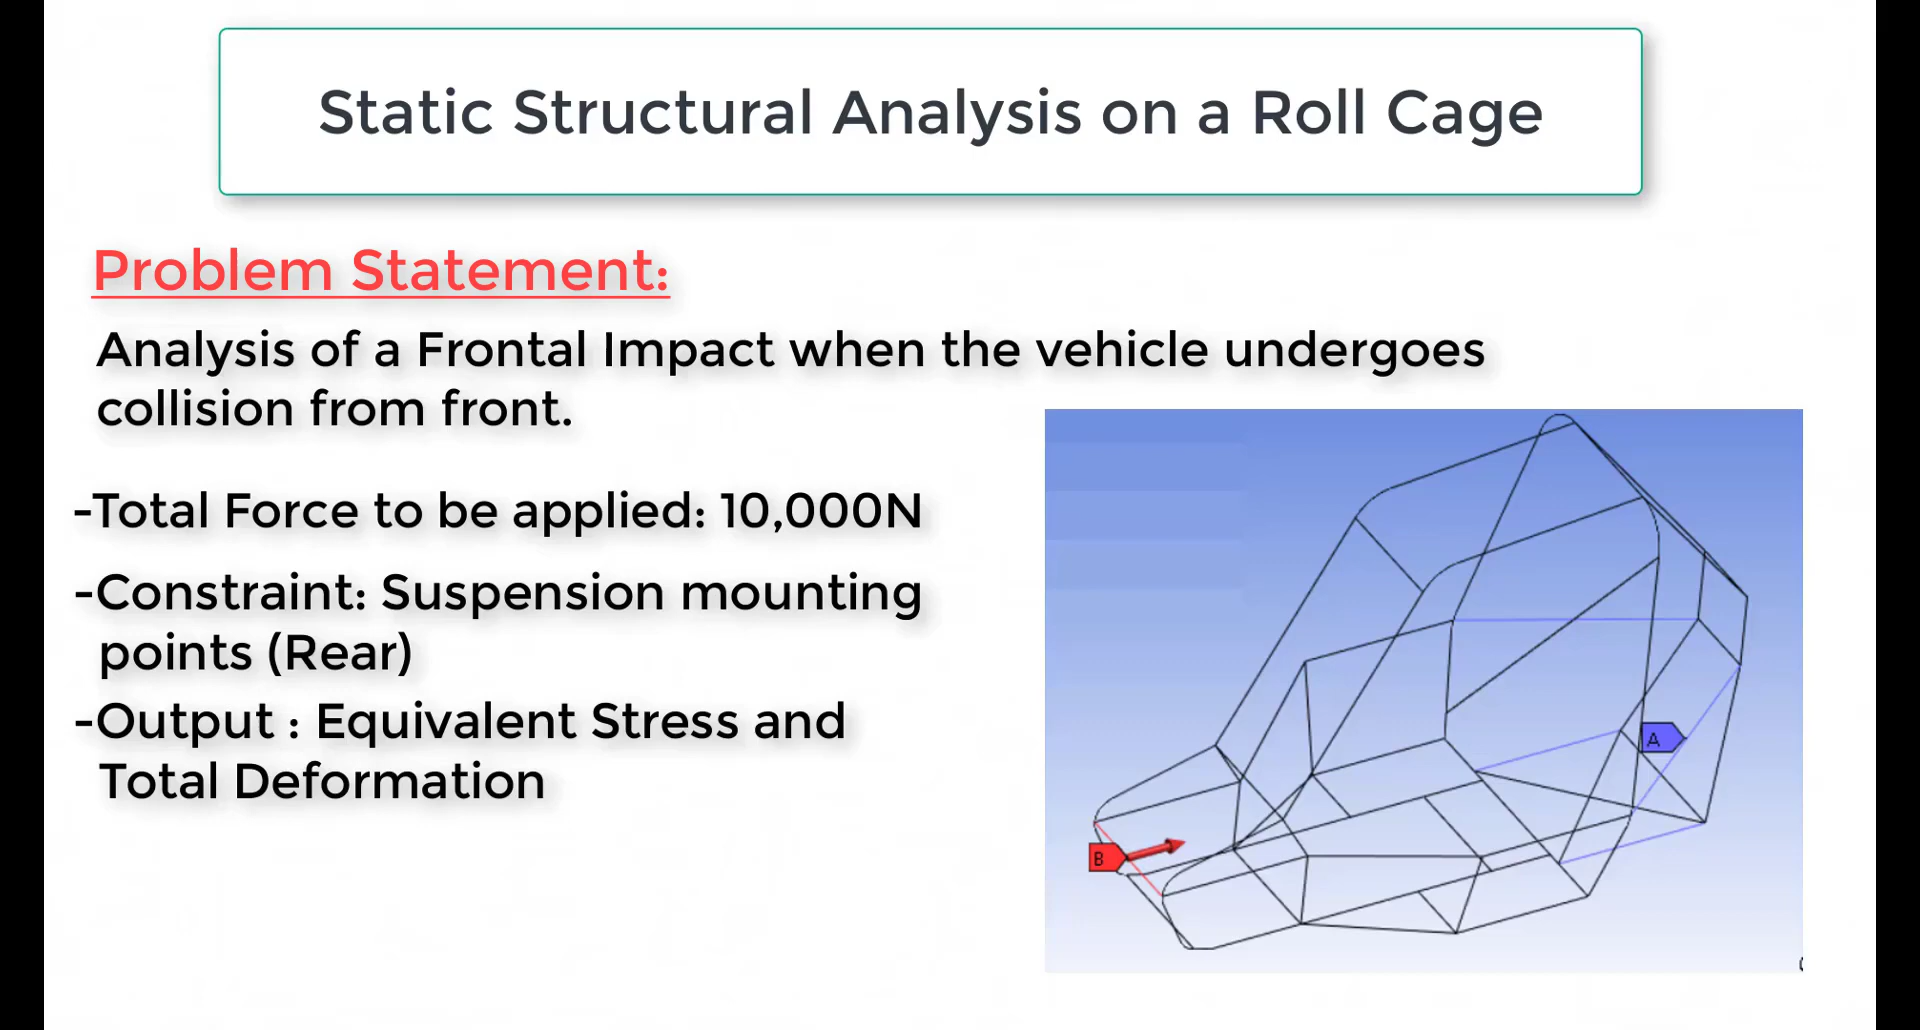 Static Structural Analysis on a Roll Cage
Problem Statement:
Analysis of a Frontal Impact when the vehicle undergoes
collision from front.
-Total Force to be applied: 10,000N
-Constraint: Suspension mounting
points (Rear)
-Output : Equivalent Stress and
Total Deformation
A
B